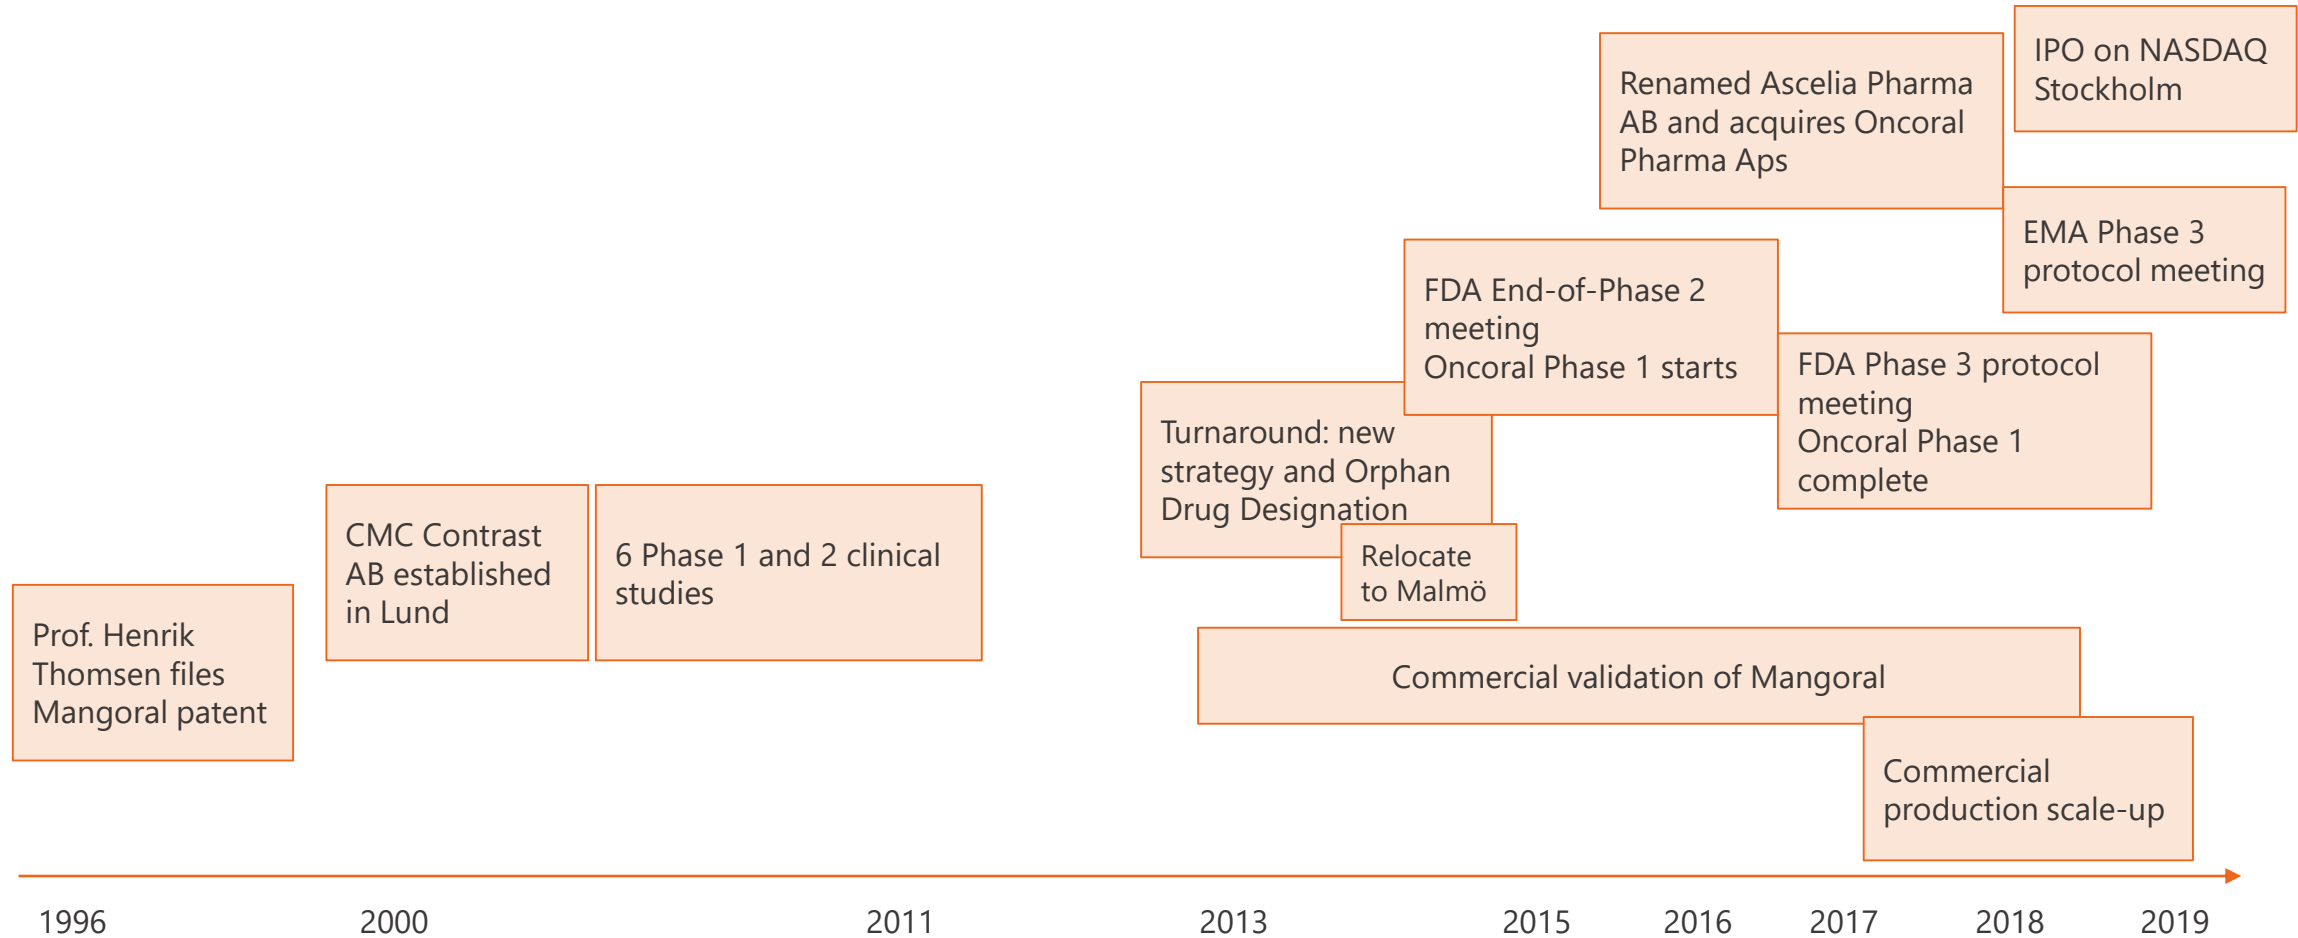 IPO on NASDAQ
Stockholm
Renamed Ascelia Pharma
AB and acquires Oncoral
Pharma Aps
EMA Phase 3
protocol meeting
FDA End-of-Phase 2
meeting
Oncoral Phase 1 starts
FDA Phase 3 protocol
meeting
Oncoral Phase 1
complete
Turnaround: new
strategy and Orphan
Drug Designation
CMC Contrast
AB established
in Lund
6 Phase 1 and 2 clinical
studies
Relocate
to Malmö
Prof. Henrik
Thomsen files
Mangoral patent
Commercial validation of Mangoral
Commercial
production scale-up
1996
2000
2011
2013
2015
2016
2017
2018
2019